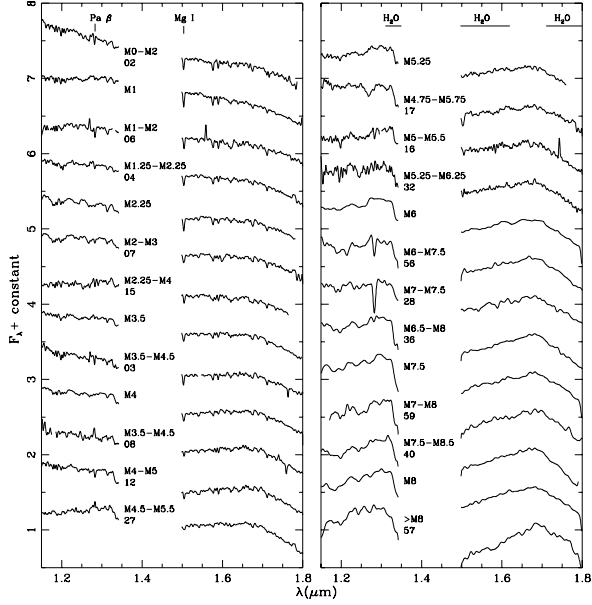 Pa β
Mg I
H₂O
H₂O
H₂O
8
7
6
5
4
3
2
1
F_λ + constant
M0−M2
02
M1
M1−M2
06
M1.25−M2.25
04
M2.25
M2−M3
07
M2.25−M4
15
M3.5
M3.5−M4.5
03
M4
M3.5−M4.5
08
M4−M5
12
M4.5−M5.5
27
M5.25
M4.75−M5.75
17
M5−M5.5
16
M5.25−M6.25
32
M6
M6−M7.5
56
M7−M7.5
28
M6.5−M8
36
M7.5
M7−M8
59
M7.5−M8.5
40
M8
>M8
57
1.2
1.4
1.6
1.8
1.2
1.4
1.6
1.8
λ(μm)